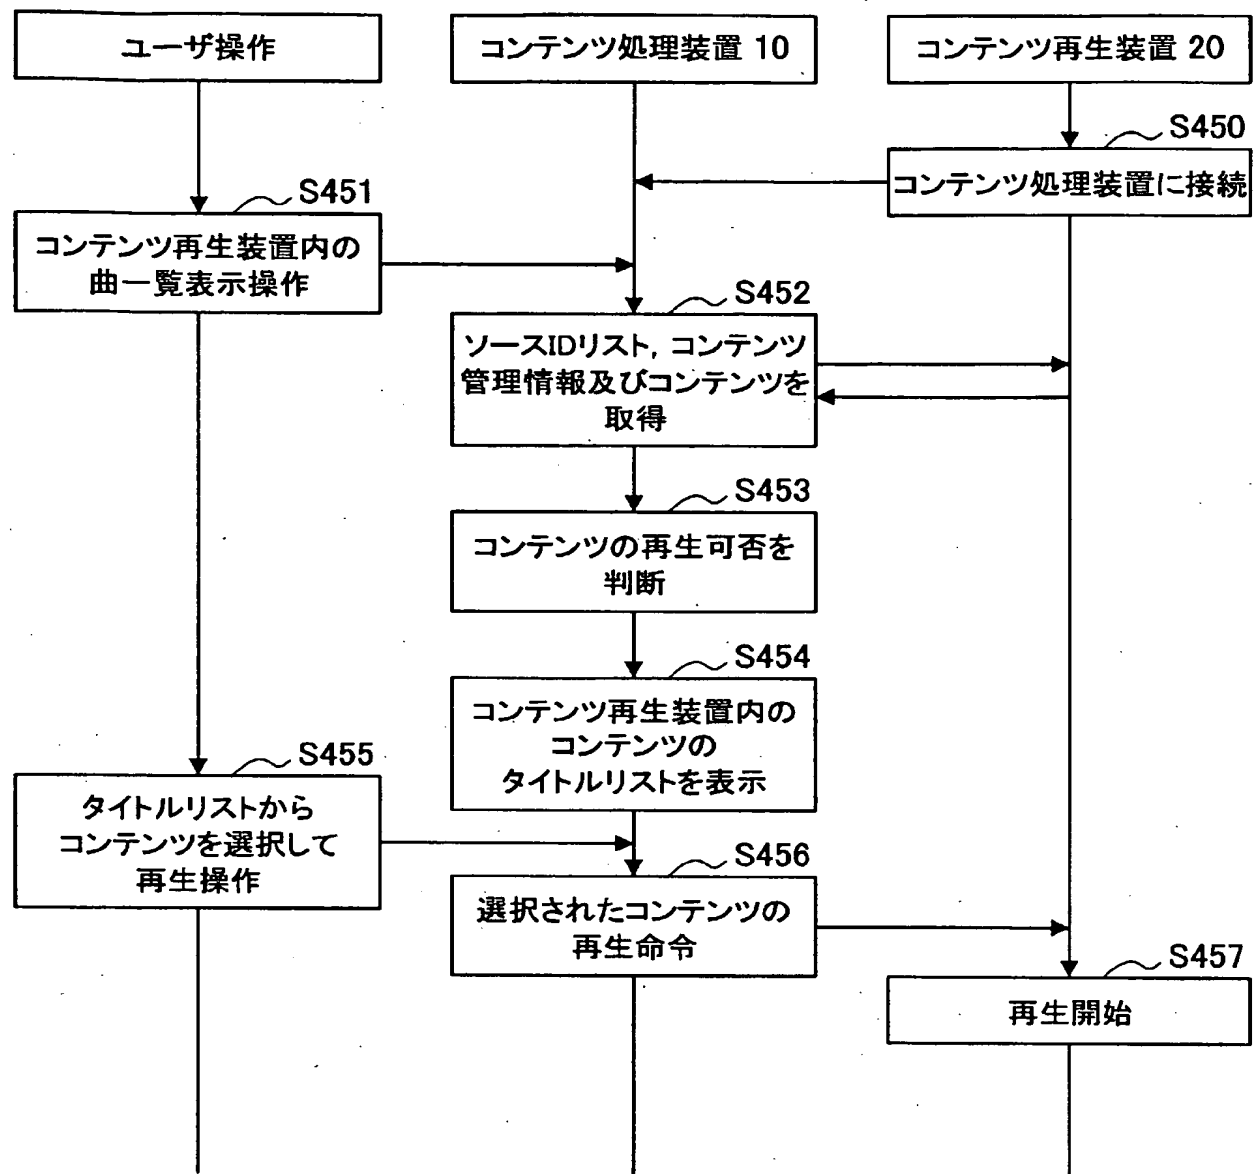 ユーザ操作
コンテンツ処理装置 10
コンテンツ再生装置 20
S450
コンテンツ処理装置に接続
S451
コンテンツ再生装置内の
曲一覧表示操作
S452
ソースIDリスト, コンテンツ
管理情報及びコンテンツを
取得
S453
コンテンツの再生可否を
判断
S454
コンテンツ再生装置内の
コンテンツの
タイトルリストを表示
S455
タイトルリストから
コンテンツを選択して
再生操作
S456
選択されたコンテンツの
再生命令
S457
再生開始